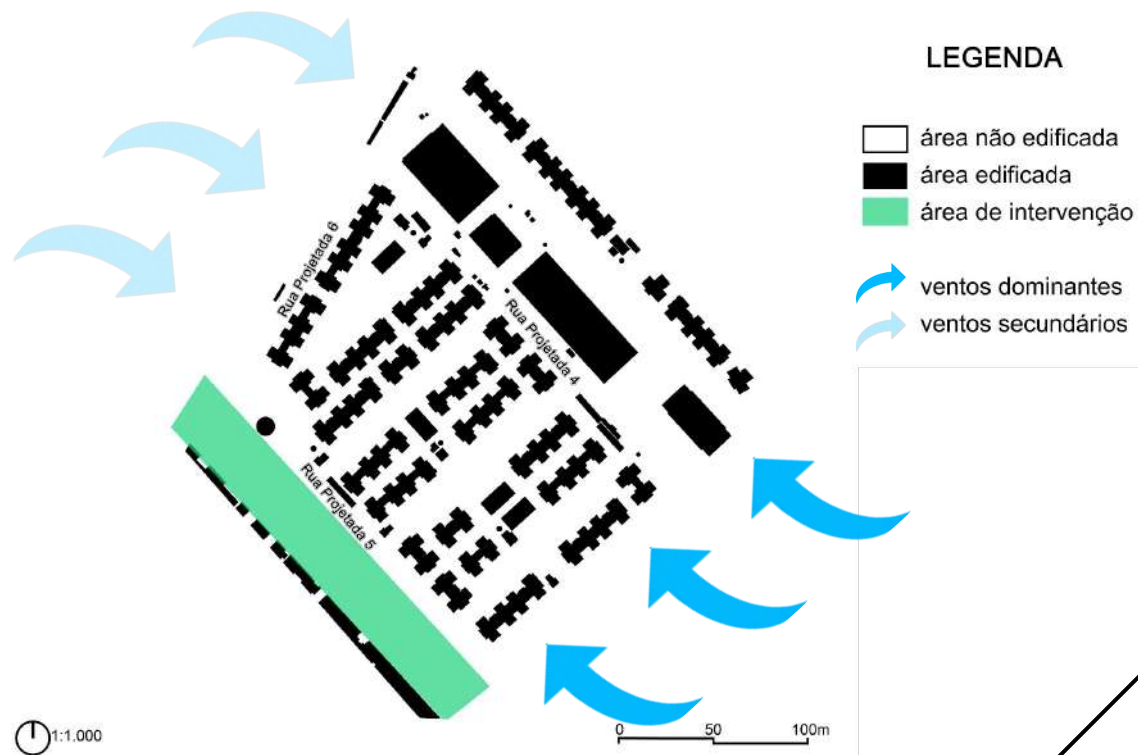 LEGENDA
área não edificada
área edificada
área de intervenção
ventos dominantes
ventos secundários
Rua Projetada 6
Rua Projetada 4
Rua Projetada 5
1:1.000
0 50 100m